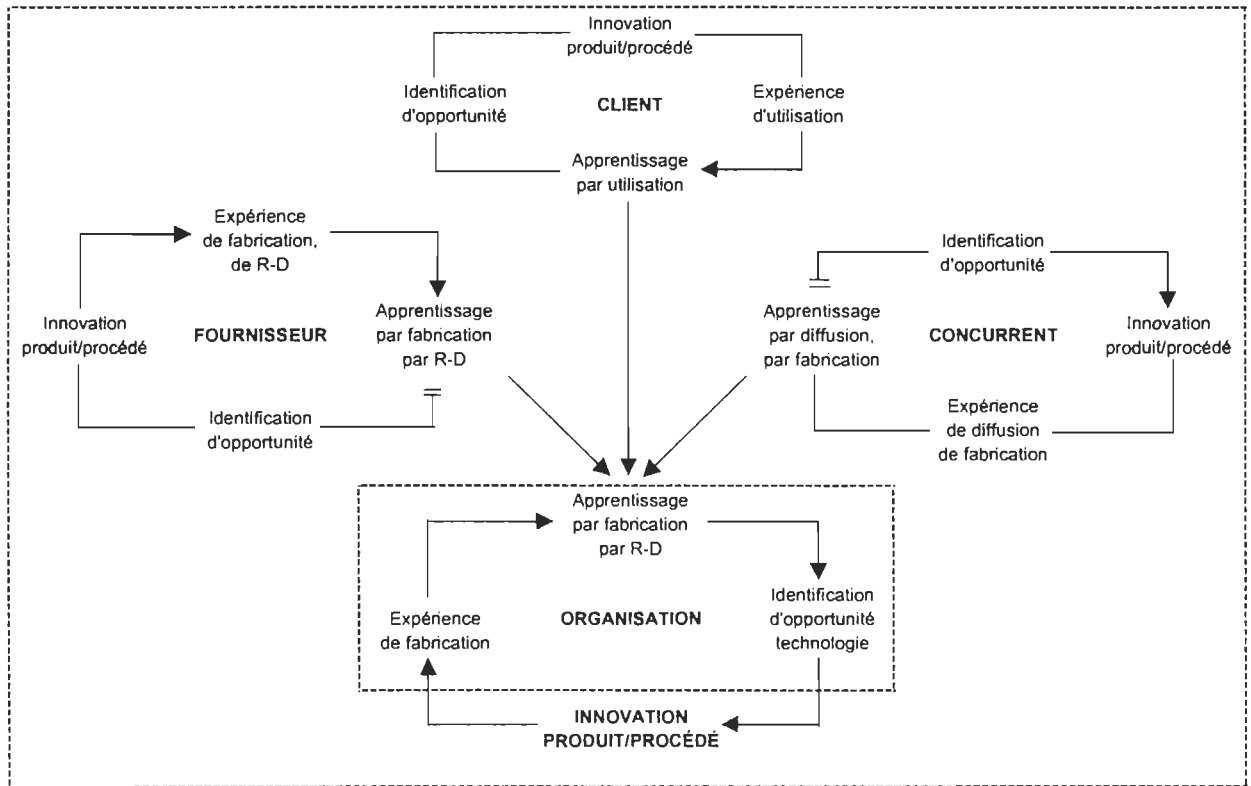 Innovation
produit/procédé
Identification
d'opportunité
CLIENT
Expérience
d'utilisation
Apprentissage
par utilisation
Expérience
de fabrication,
de R-D
Innovation
produit/procédé
FOURNISSEUR
Apprentissage
par fabrication
par R-D
Identification
d'opportunité
Identification
d'opportunité
Apprentissage
par diffusion,
par fabrication
CONCURRENT
Innovation
produit/procédé
Expérience
de diffusion
de fabrication
Apprentissage
par fabrication
par R-D
Expérience
de fabrication
ORGANISATION
Identification
d'opportunité
technologie
INNOVATION
PRODUIT/PROCÉDÉ